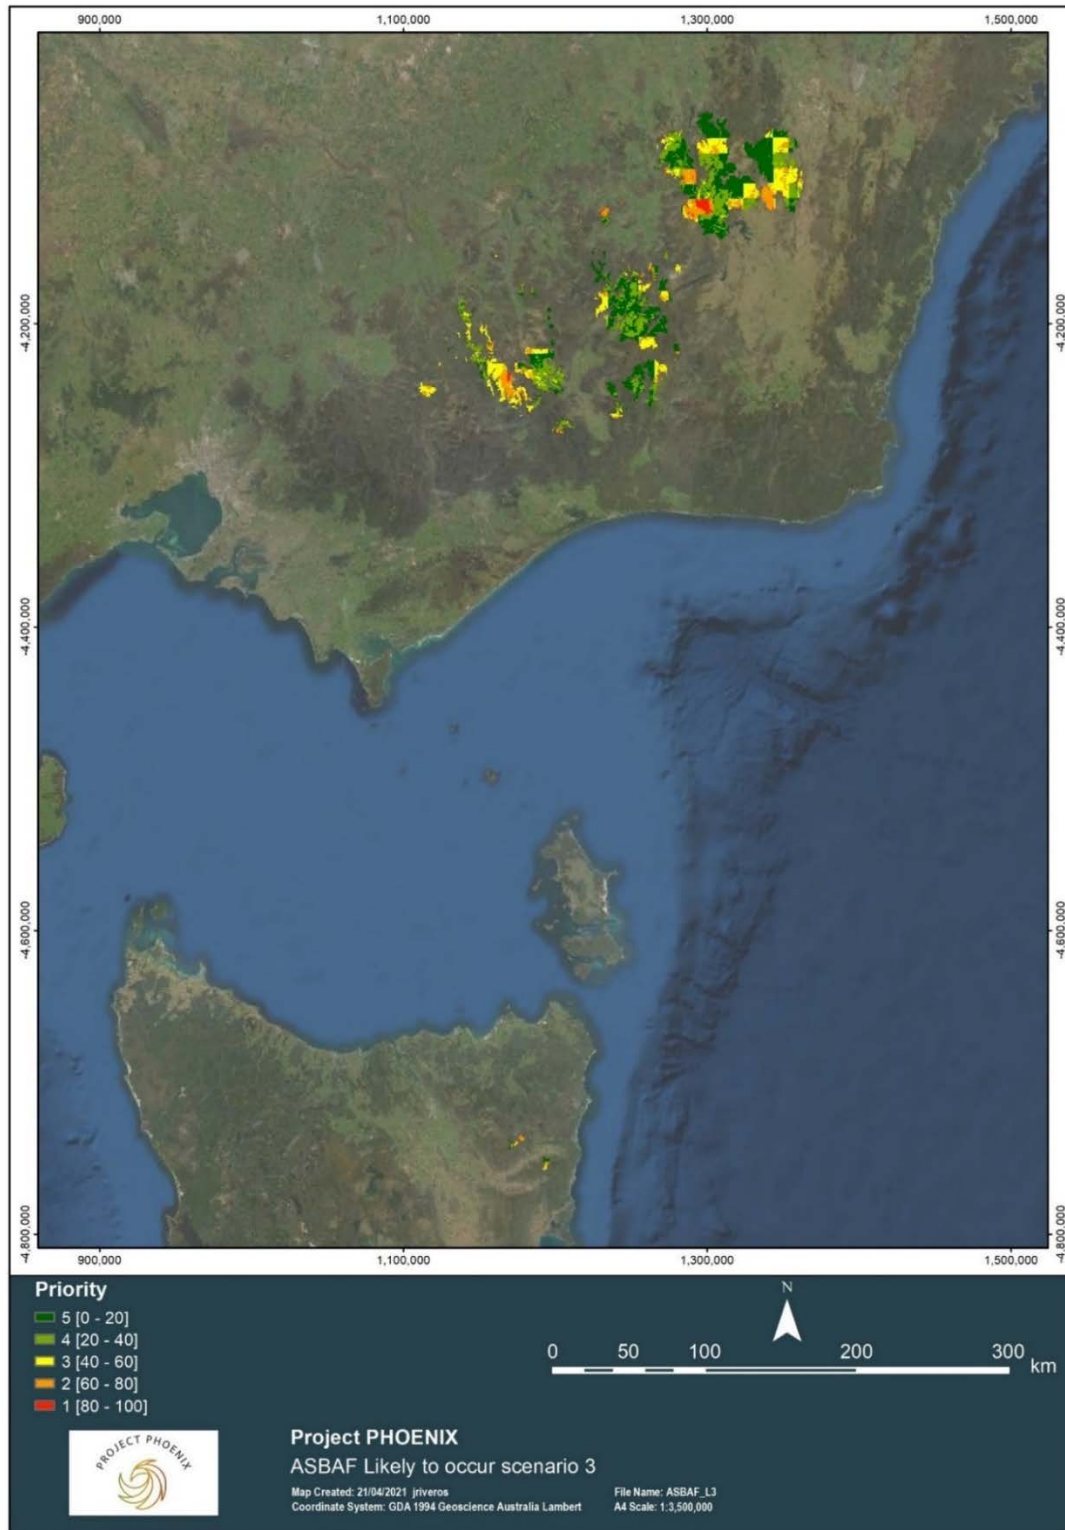 900,000 1,100,000 1,300,000 1,500,000
-4,200,000 -4,200,000
-4,400,000 -4,400,000
-4,600,000 -4,600,000
-4,800,000 -4,800,000
900,000 1,100,000 1,300,000 1,500,000
Priority
5 [0 - 20]
4 [20 - 40]
3 [40 - 60]
2 [60 - 80]
1 [80 - 100]
N
0 50 100 200 300
km
PROJECT PHOENIX
Project PHOENIX
ASBAF Likely to occur scenario 3
Map Created: 21/04/2021 jriveros File Name: ASBAF_L3
Coordinate System: GDA 1994 Geoscience Australia Lambert A4 Scale: 1:3,500,000